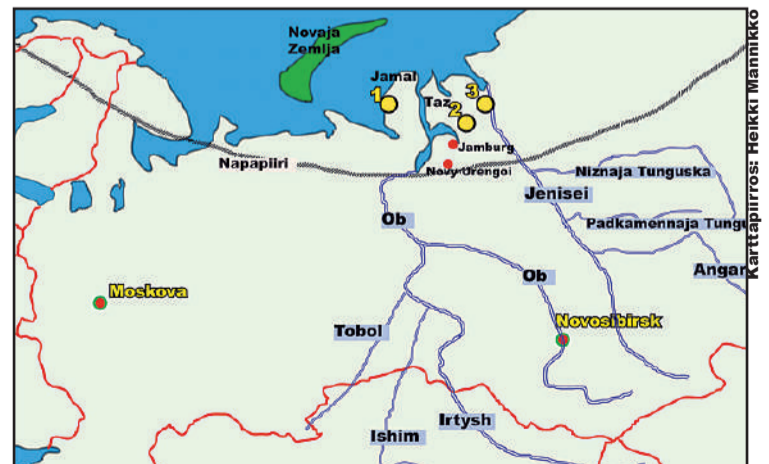 Novaja
Zemlja
Jamal
1
Taz
2
3
Jamburg
Novy Urengoi
Napapiiri
Niznaja Tunguska
Jenisei
Padkamennaja Tungu
Angar
Ob
Ob
Moskova
Novosibirsk
Tobol
Irtysh
Ishim
Karttapiirros: Heikki Mannikko